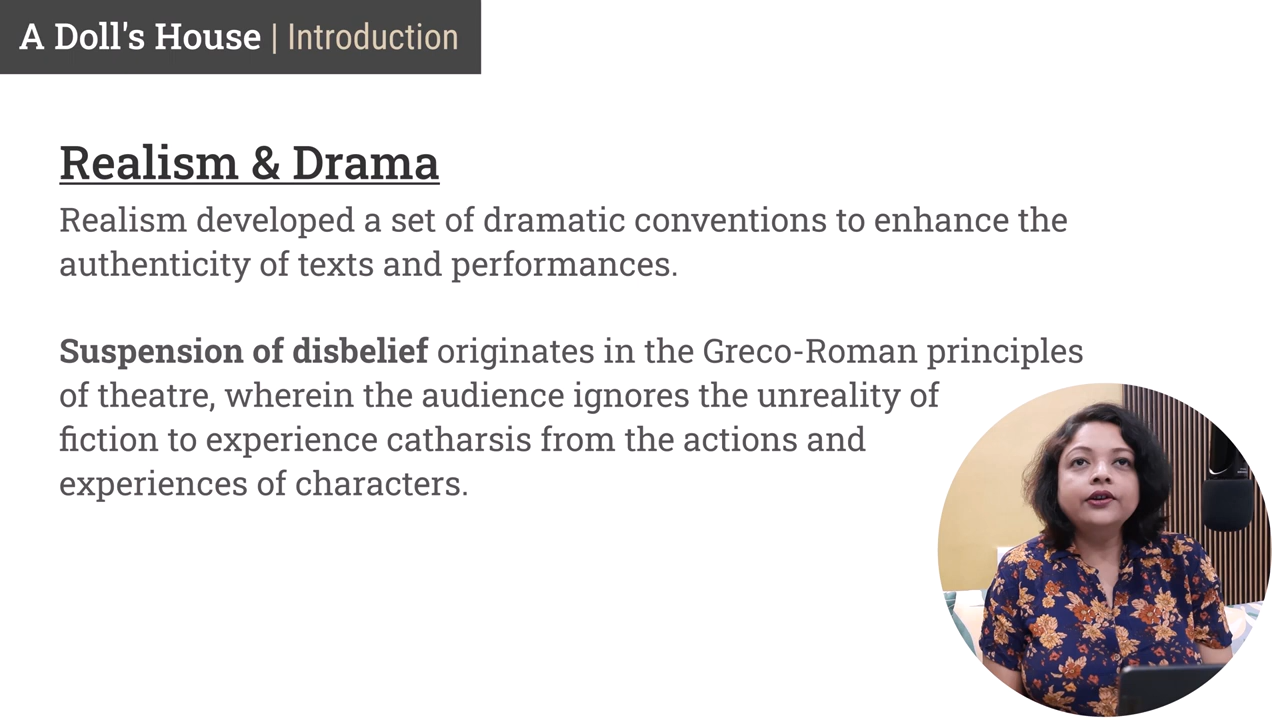 A Doll's House | Introduction
Realism & Drama
Realism developed a set of dramatic conventions to enhance the
authenticity of texts and performances.
Suspension of disbelief originates in the Greco-Roman principles
of theatre, wherein the audience ignores the unreality of
fiction to experience catharsis from the actions and
experiences of characters.